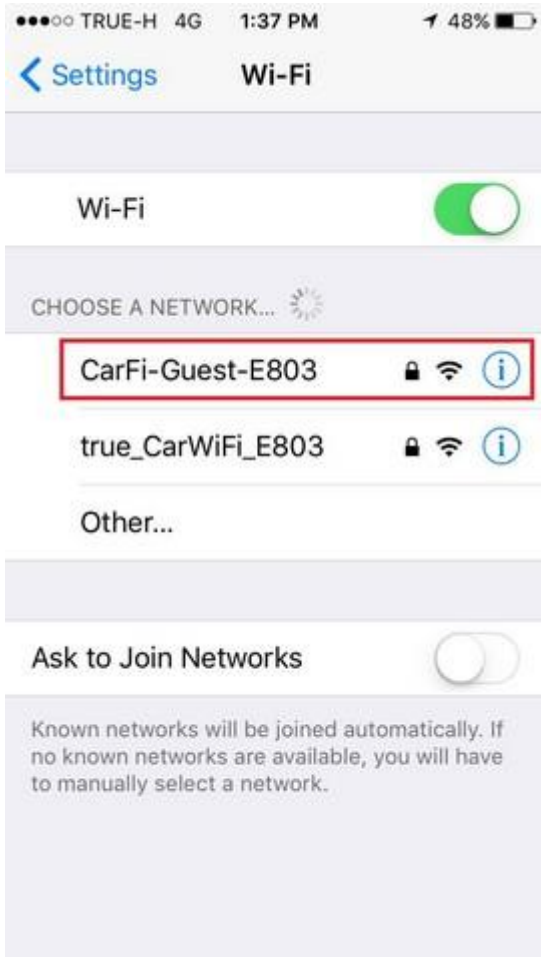 TRUE-H 4G 1:37 PM 48%
Settings Wi-Fi
Wi-Fi
CHOOSE A NETWORK...
CarFi-Guest-E803
true_CarWiFi_E803
Other...
Ask to Join Networks
Known networks will be joined automatically. If
no known networks are available, you will have
to manually select a network.